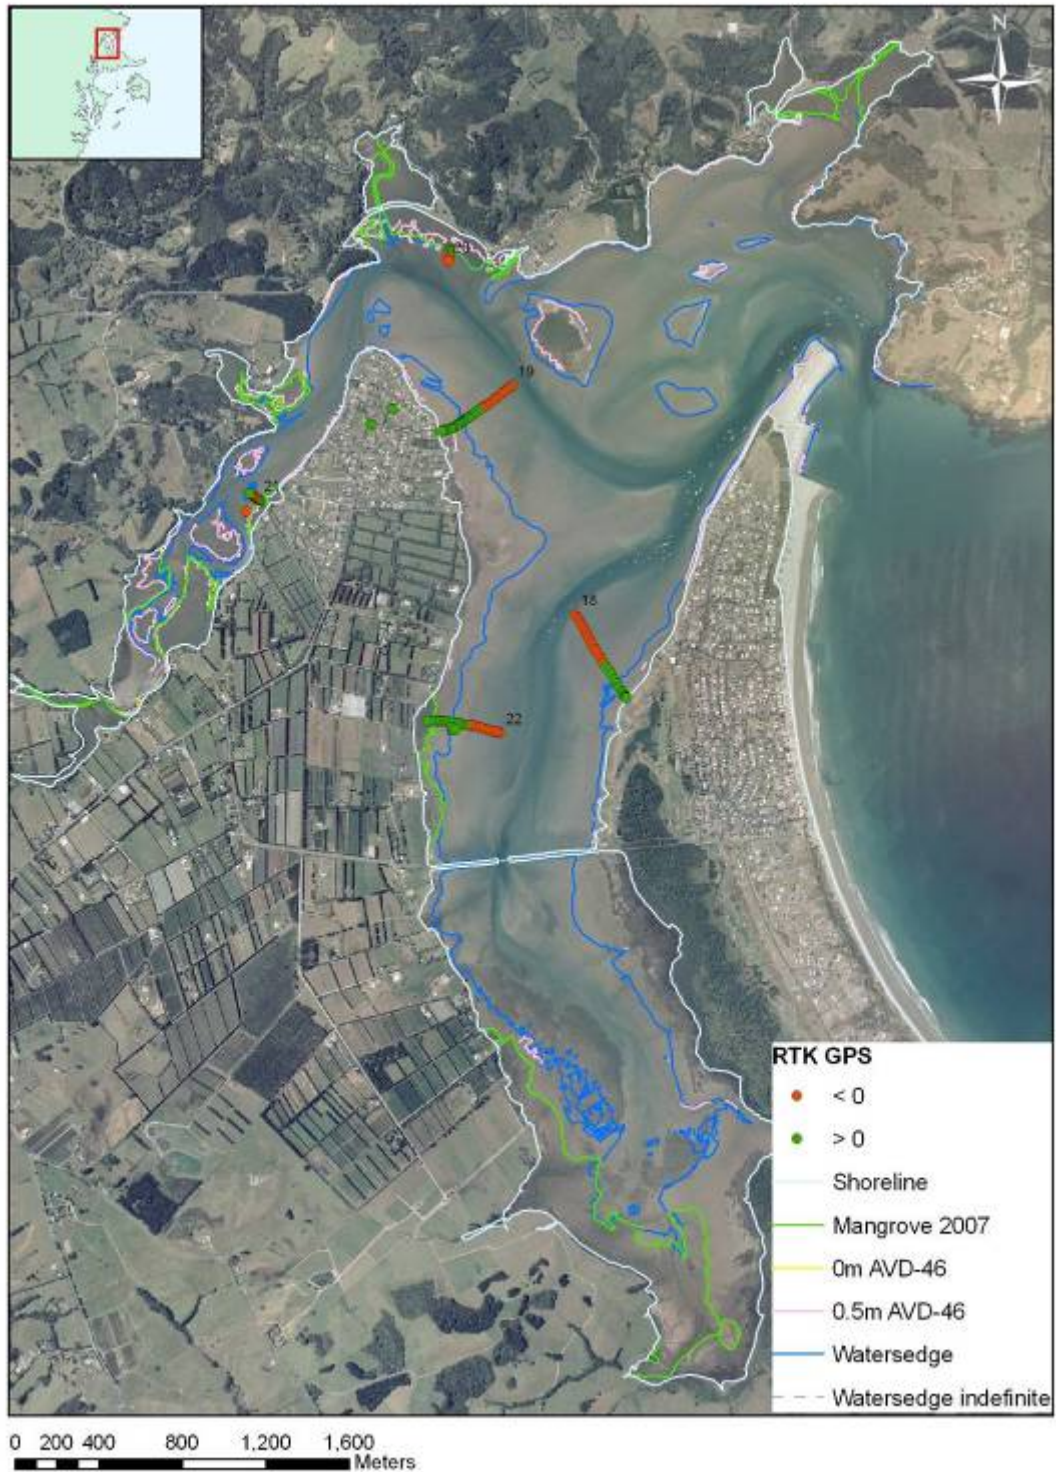 N
20
19
21
18
22
RTK GPS
< 0
> 0
Shoreline
Mangrove 2007
0m AVD-46
0.5m AVD-46
Watersedge
Watersedge indefinite
0 200 400 800 1,200 1,600
Meters